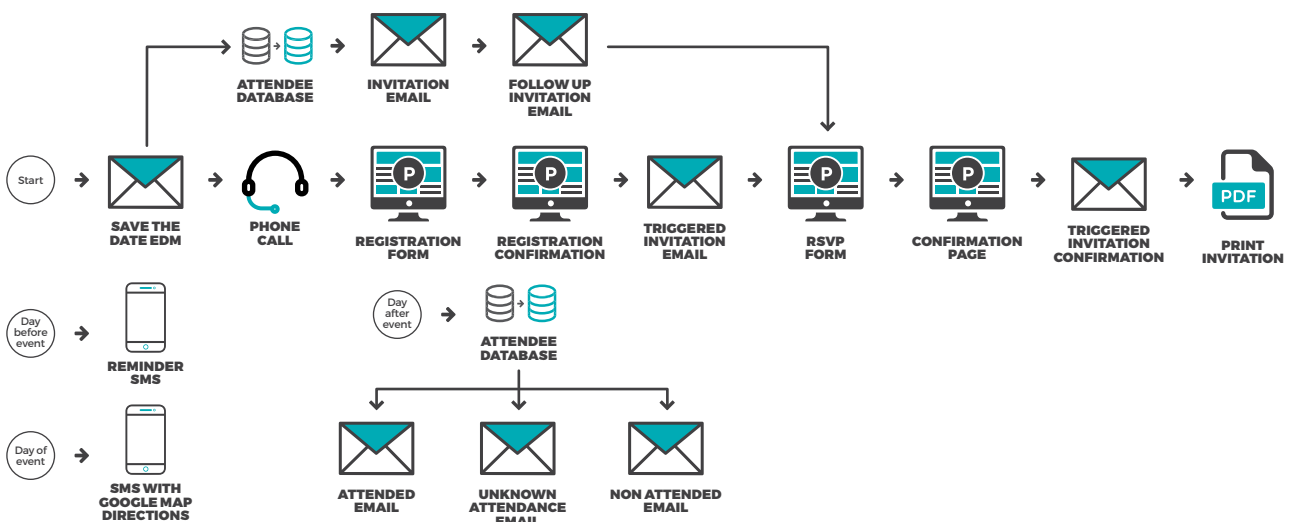 ATTENDEE
DATABASE
INVITATION
EMAIL
FOLLOW UP
INVITATION
EMAIL
Start
SAVE THE
DATE EDM
PHONE
CALL
P
REGISTRATION
FORM
P
REGISTRATION
CONFIRMATION
TRIGGERED
INVITATION
EMAIL
P
RSVP
FORM
P
CONFIRMATION
PAGE
TRIGGERED
INVITATION
CONFIRMATION
PDF
PRINT
INVITATION
Day
before
event
REMINDER
SMS
Day
after
event
ATTENDEE
DATABASE
Day of
event
SMS WITH
GOOGLE MAP
DIRECTIONS
ATTENDED
EMAIL
UNKNOWN
ATTENDANCE
EMAIL
NON ATTENDED
EMAIL